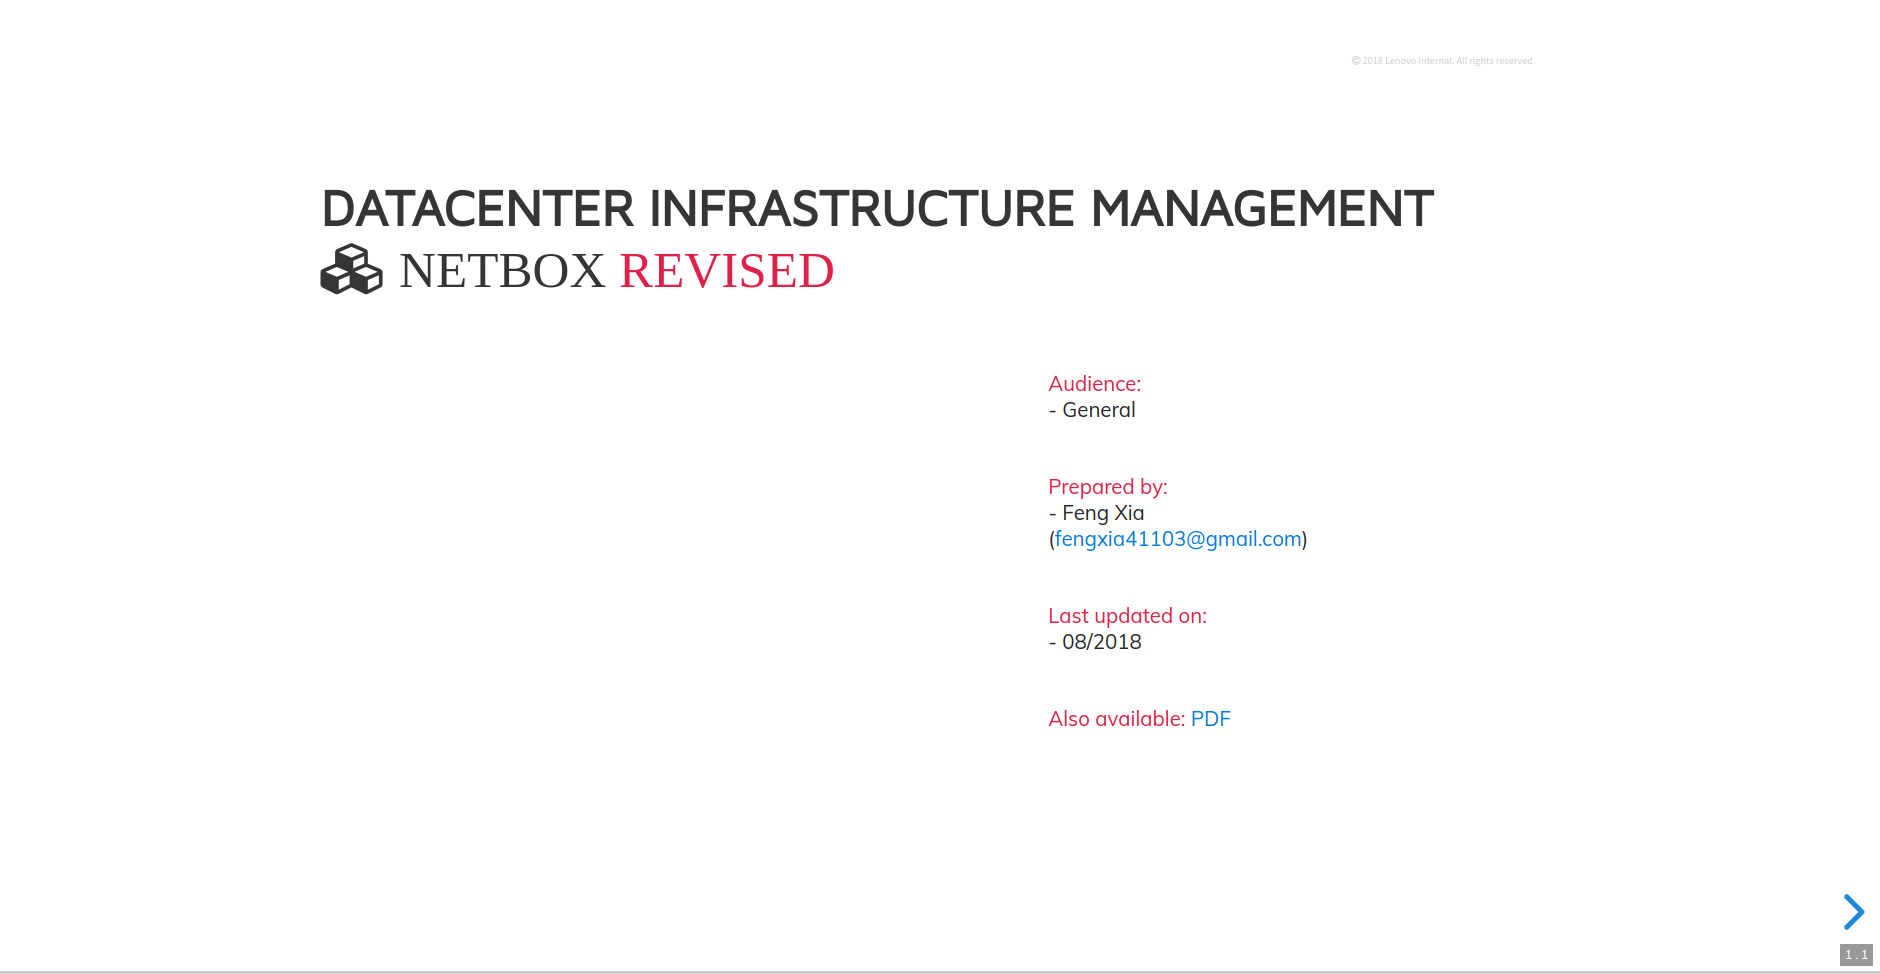 © 2018 Lenovo Internal. All rights reserved.
DATACENTER INFRASTRUCTURE MANAGEMENT
NETBOX REVISED
Audience:
- General
Prepared by:
- Feng Xia
(fengxia41103@gmail.com)
Last updated on:
- 08/2018
Also available: PDF
1 . 1